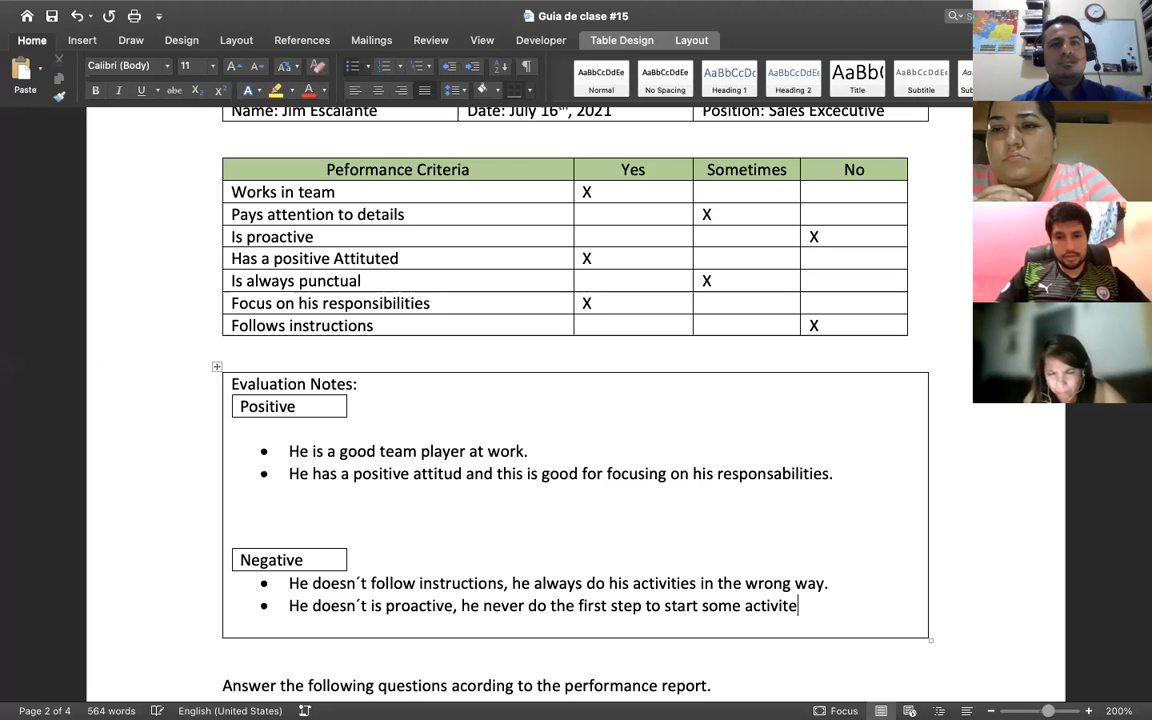 Guia de clase #15
Home Insert Draw Design Layout References Mailings Review View Developer Table Design Layout
Paste
Calibri (Body) 11
AaBbCcDdEe AaBbCcDdEe AaBbCcDc AaBbCcDdE AaBb( AaBbCcDdEe
Normal No Spacing Heading 1 Heading 2 Title Subtitle
Name: Jim Escalante Date: July 16th, 2021 Position: Sales Excecutive
Peformance Criteria Yes Sometimes No
Works in team X
Pays attention to details X
Is proactive X
Has a positive Attituted X
Is always punctual X
Focus on his responsibilities X
Follows instructions X
Evaluation Notes:
Positive
• He is a good team player at work.
• He has a positive attitud and this is good for focusing on his responsabilities.
Negative
• He doesn´t follow instructions, he always do his activities in the wrong way.
• He doesn´t is proactive, he never do the first step to start some activite
Answer the following questions acording to the performance report.
Page 2 of 4 564 words English (United States) Focus 200%